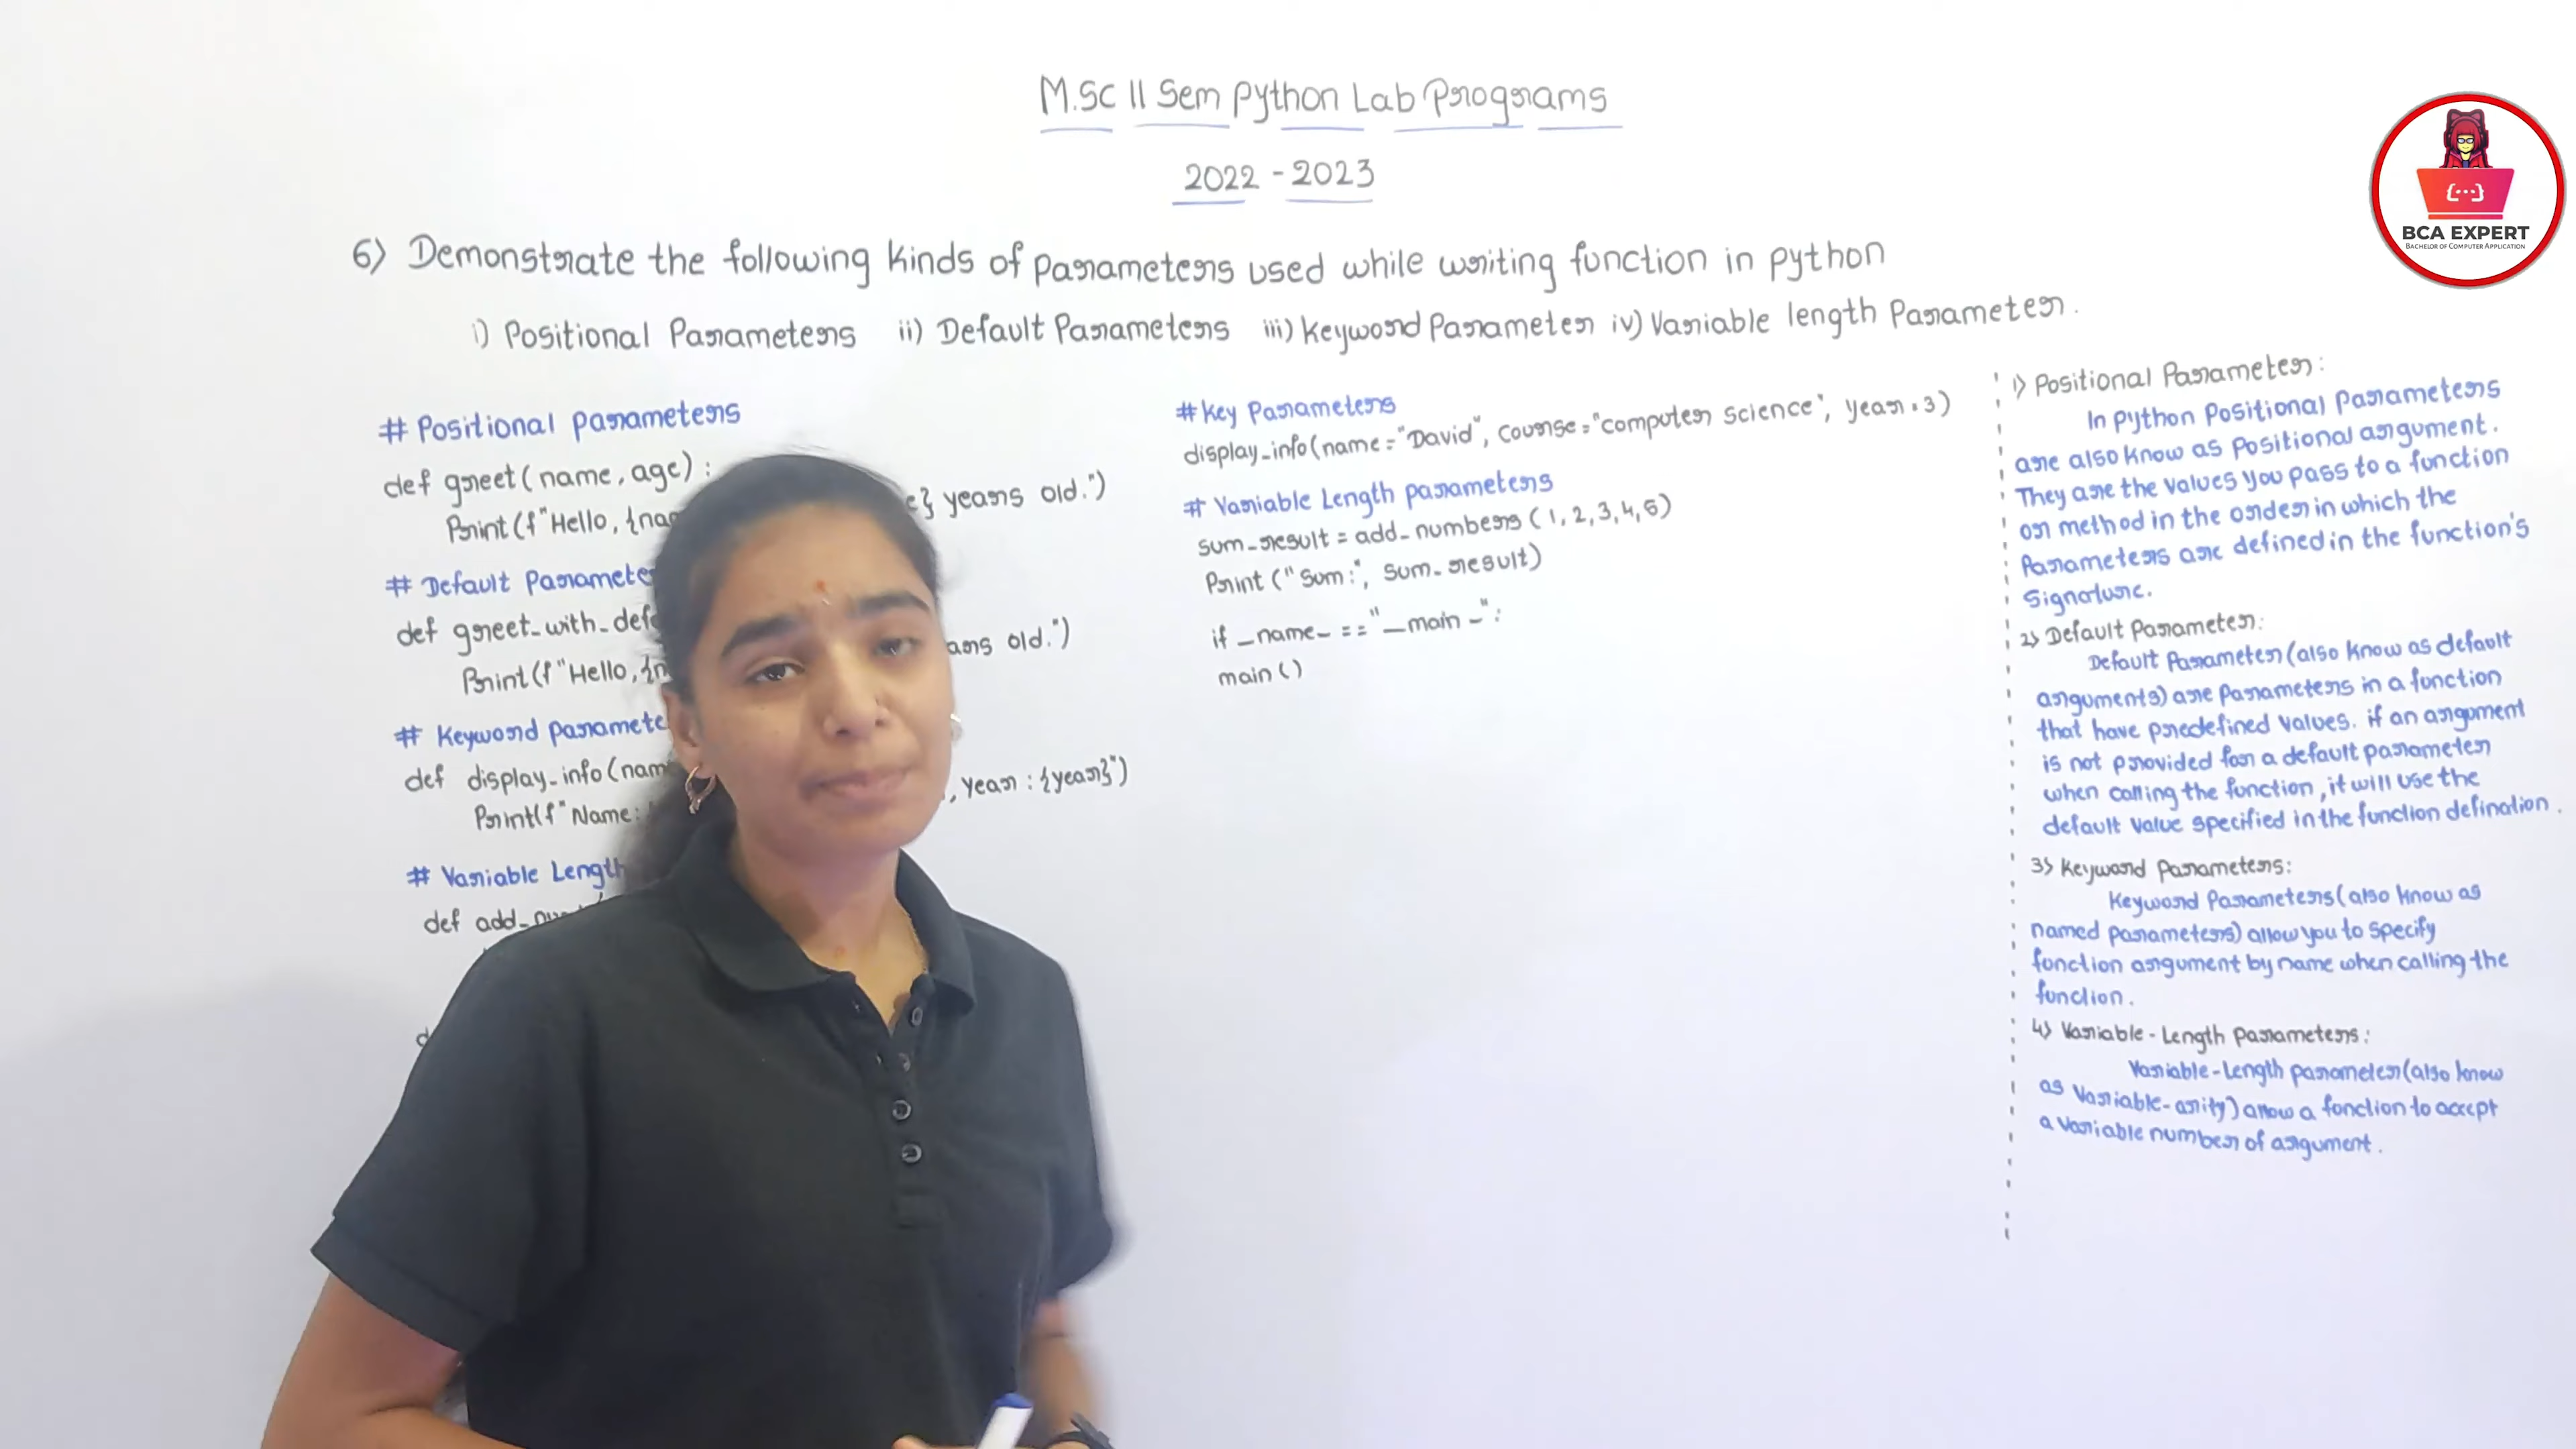 M.Sc II Sem Python Lab Programs
2022 - 2023
6) Demonstrate the following kinds of parameters used while writing function in python
i) Positional Parameters ii) Default Parameters iii) keyword Parameter iv) Variable length Parameter.
# Positional parameters
def greet(name, age):
Print(f"Hello, {na
e} years old.")
# Default Paramete
def greet_with_def
Print(f"Hello, {n
ars old.")
# Keyword paramete
def display_info(nam
Print(f"Name:
, year : {year}")
# Variable Length
def add_nu
d
#key Parameters
display_info(name="David", course="computer science", year=3)
# Variable Length parameters
sum_result = add_numbers (1, 2, 3, 4, 5)
Print ("Sum:", sum_result)
if _name_ == "_main_":
main ()
1) Positional Parameter:
In python Positional parameters
are also know as Positional argument.
They are the values you pass to a function
or method in the order in which the
Parameters are defined in the function's
Signature.
2) Default Parameter:
Default Parameter (also know as default
arguments) are parameters in a function
that have predefined values. if an argument
is not provided for a default parameter
when calling the function, it will use the
default value specified in the function defination.
3) Keyword Parameters:
Keyword Parameters (also know as
named parameters) allow you to specify
function argument by name when calling the
function.
4) Variable-Length Parameters:
Variable-Length parameter (also know
as Variable-arity) allow a function to accept
a variable number of argument.
{...}
BCA EXPERT
BACHELOR OF COMPUTER APPLICATION